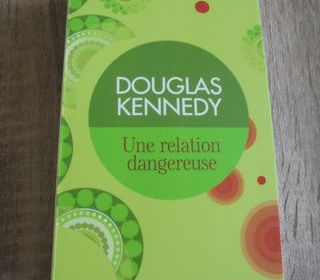 DOUGLAS
KENNEDY
Une relation
dangereuse